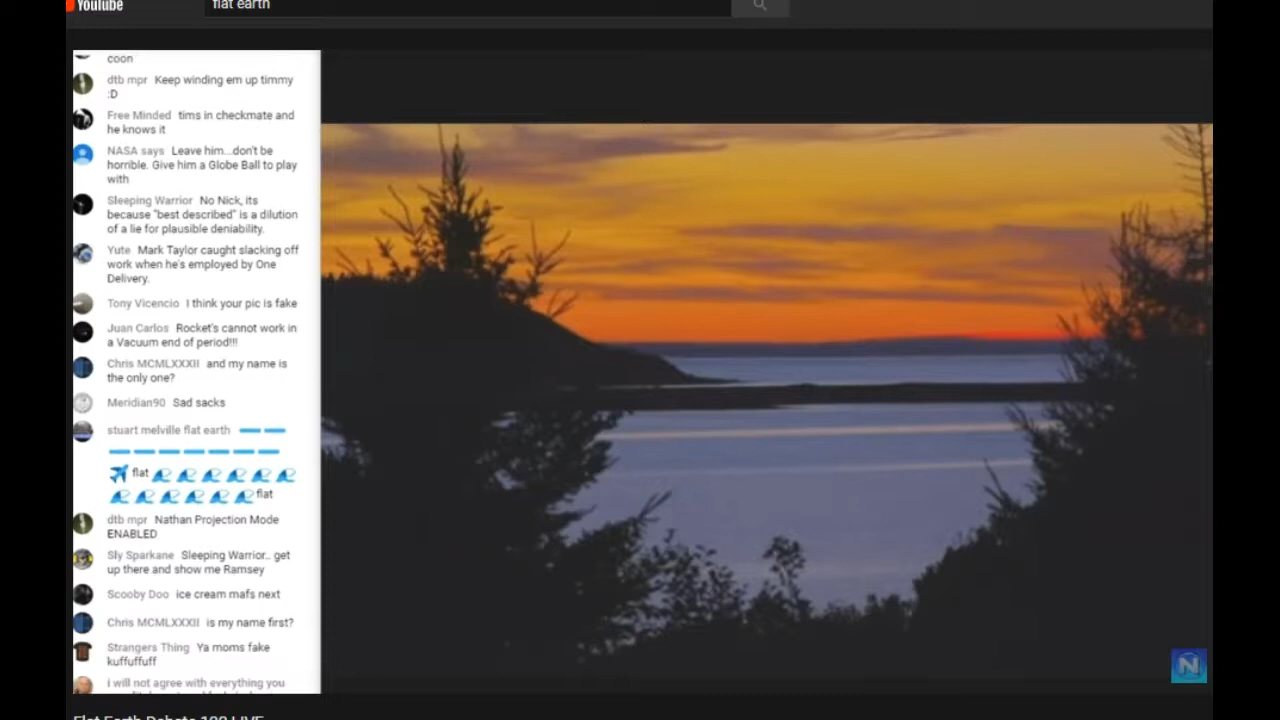 YouTube
flat earth
coon
dtb mpr Keep winding em up timmy
:D
Free Minded tims in checkmate and
he knows it
NASA says Leave him...don't be
horrible. Give him a Globe Ball to play
with
Sleeping Warrior No Nick, its
because "best described" is a dilution
of a lie for plausible deniability.
Yute Mark Taylor caught slacking off
work when he's employed by One
Delivery.
Tony Vicencio I think your pic is fake
Juan Carlos Rocket's cannot work in
a Vacuum end of period!!!
Chris MCMLXXXII and my name is
the only one?
Meridian90 Sad sacks
stuart melville flat earth
flat
flat
dtb mpr Nathan Projection Mode
ENABLED
Sly Sparkane Sleeping Warrior.. get
up there and show me Ramsey
Scooby Doo ice cream mafs next
Chris MCMLXXXII is my name first?
Strangers Thing Ya moms fake
kuffuffuff
i will not agree with everything you
N
Flat Earth Debate LIVE